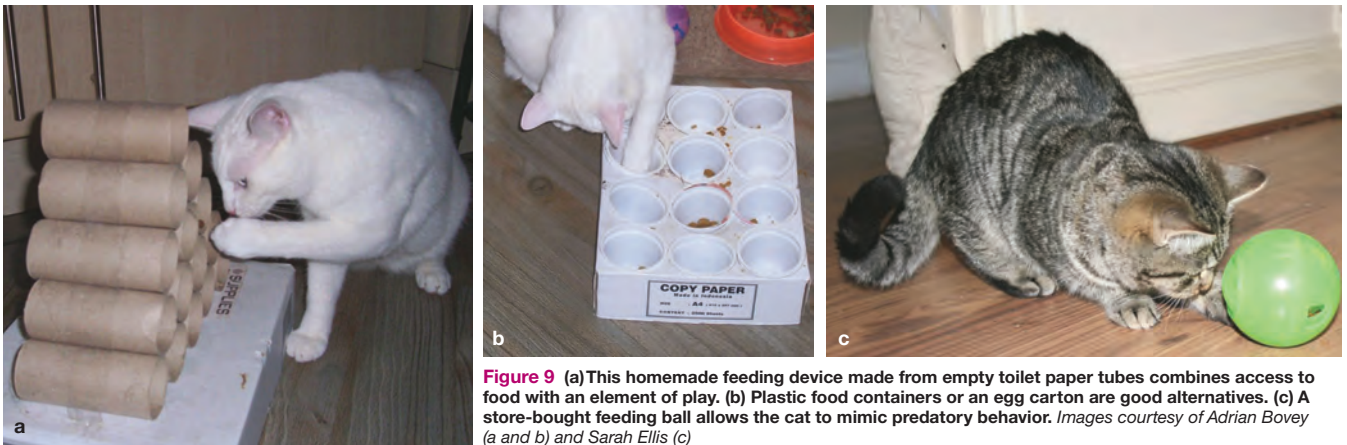 SUPPLIES
COPY PAPER
Made in Indonesia
A4
a
b
c
Figure 9 (a) This homemade feeding device made from empty toilet paper tubes combines access to
food with an element of play. (b) Plastic food containers or an egg carton are good alternatives. (c) A
store-bought feeding ball allows the cat to mimic predatory behavior. Images courtesy of Adrian Bovey
(a and b) and Sarah Ellis (c)